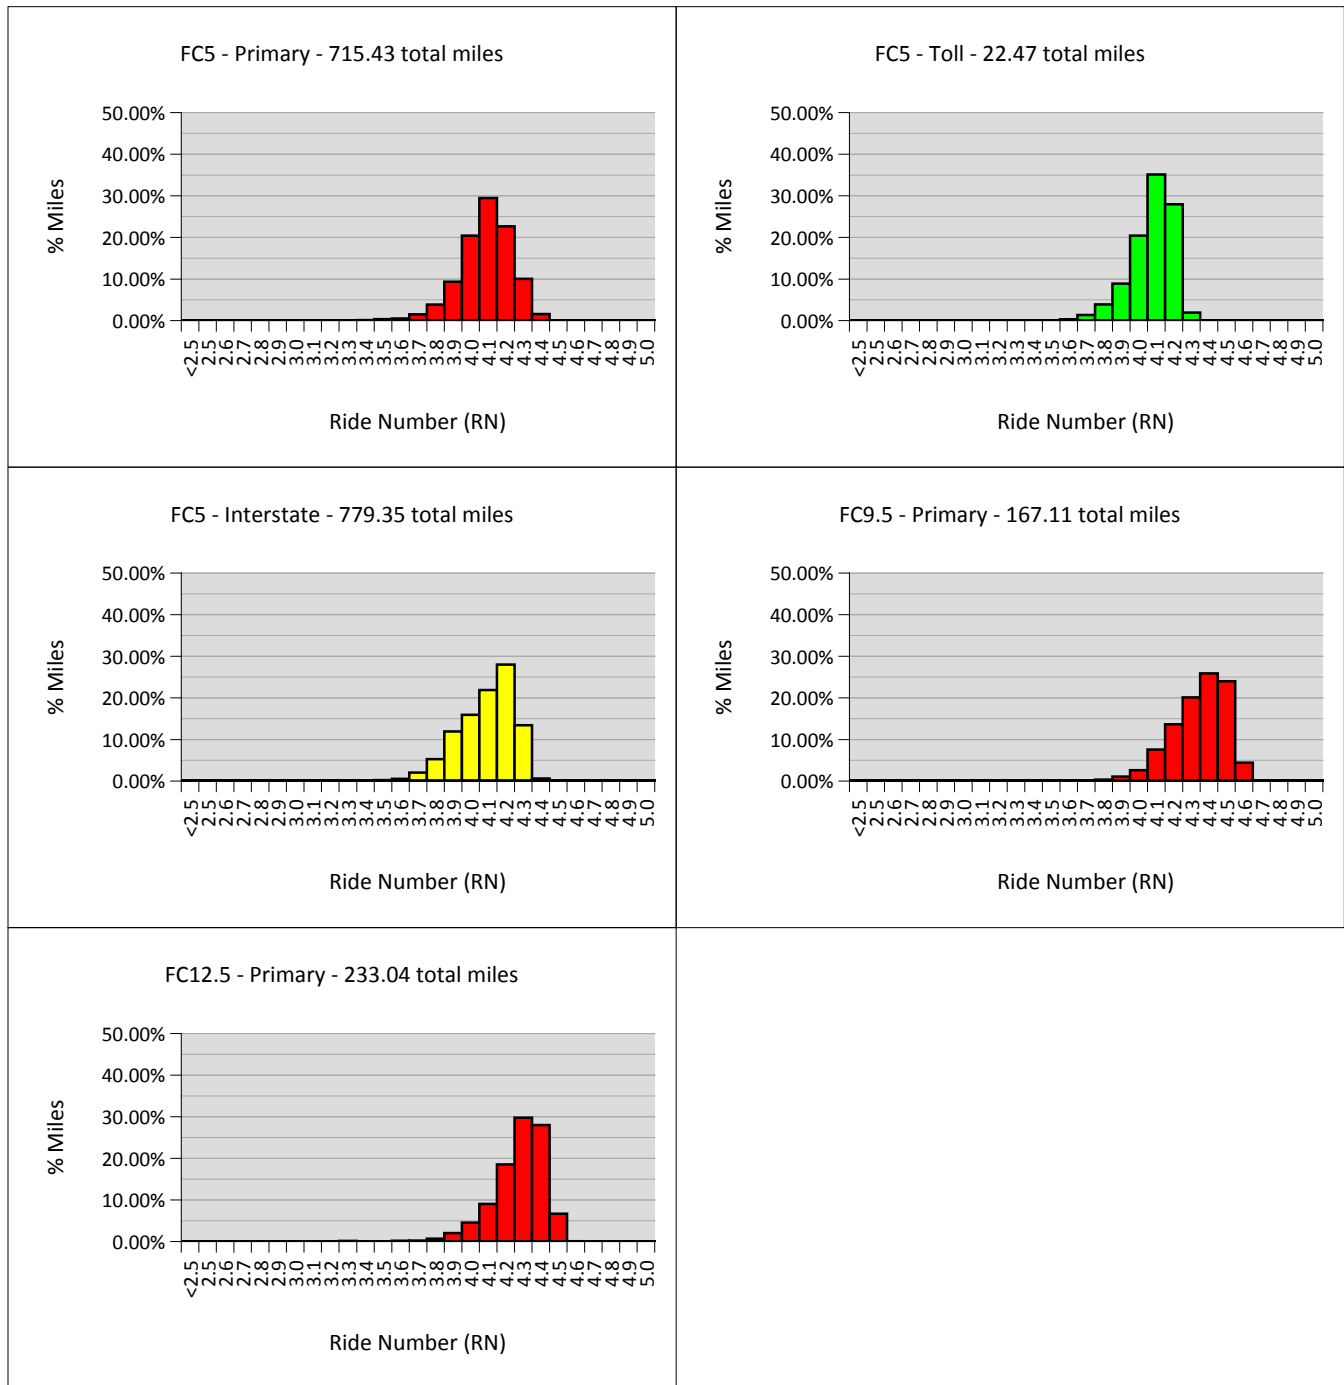 FC5 - Primary - 715.43 total miles
50.00%
40.00%
30.00%
20.00%
10.00%
0.00%
% Miles
<2.5 2.5 2.6 2.7 2.8 2.9 3.0 3.1 3.2 3.3 3.4 3.5 3.6 3.7 3.8 3.9 4.0 4.1 4.2 4.3 4.4 4.5 4.6 4.7 4.8 4.9 5.0
Ride Number (RN)
FC5 - Toll - 22.47 total miles
50.00%
40.00%
30.00%
20.00%
10.00%
0.00%
% Miles
<2.5 2.5 2.6 2.7 2.8 2.9 3.0 3.1 3.2 3.3 3.4 3.5 3.6 3.7 3.8 3.9 4.0 4.1 4.2 4.3 4.4 4.5 4.6 4.7 4.8 4.9 5.0
Ride Number (RN)
FC5 - Interstate - 779.35 total miles
50.00%
40.00%
30.00%
20.00%
10.00%
0.00%
% Miles
<2.5 2.5 2.6 2.7 2.8 2.9 3.0 3.1 3.2 3.3 3.4 3.5 3.6 3.7 3.8 3.9 4.0 4.1 4.2 4.3 4.4 4.5 4.6 4.7 4.8 4.9 5.0
Ride Number (RN)
FC9.5 - Primary - 167.11 total miles
50.00%
40.00%
30.00%
20.00%
10.00%
0.00%
% Miles
<2.5 2.5 2.6 2.7 2.8 2.9 3.0 3.1 3.2 3.3 3.4 3.5 3.6 3.7 3.8 3.9 4.0 4.1 4.2 4.3 4.4 4.5 4.6 4.7 4.8 4.9 5.0
Ride Number (RN)
FC12.5 - Primary - 233.04 total miles
50.00%
40.00%
30.00%
20.00%
10.00%
0.00%
% Miles
<2.5 2.5 2.6 2.7 2.8 2.9 3.0 3.1 3.2 3.3 3.4 3.5 3.6 3.7 3.8 3.9 4.0 4.1 4.2 4.3 4.4 4.5 4.6 4.7 4.8 4.9 5.0
Ride Number (RN)